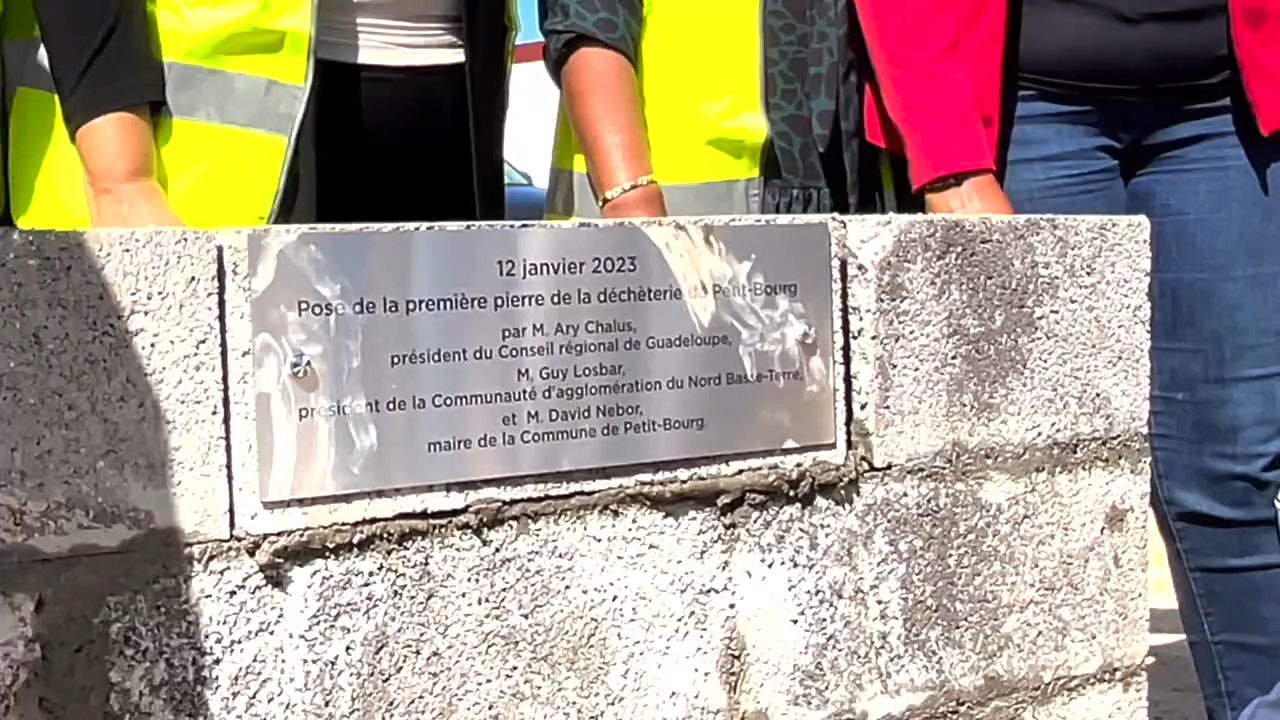 12 janvier 2023
Pose de la première pierre de la déchèterie de Petit-Bourg
par M. Ary Chalus,
président du Conseil régional de Guadeloupe,
M. Guy Losbar,
président de la Communauté d'agglomération du Nord Basse-Terre,
et M. David Nebor,
maire de la Commune de Petit-Bourg.